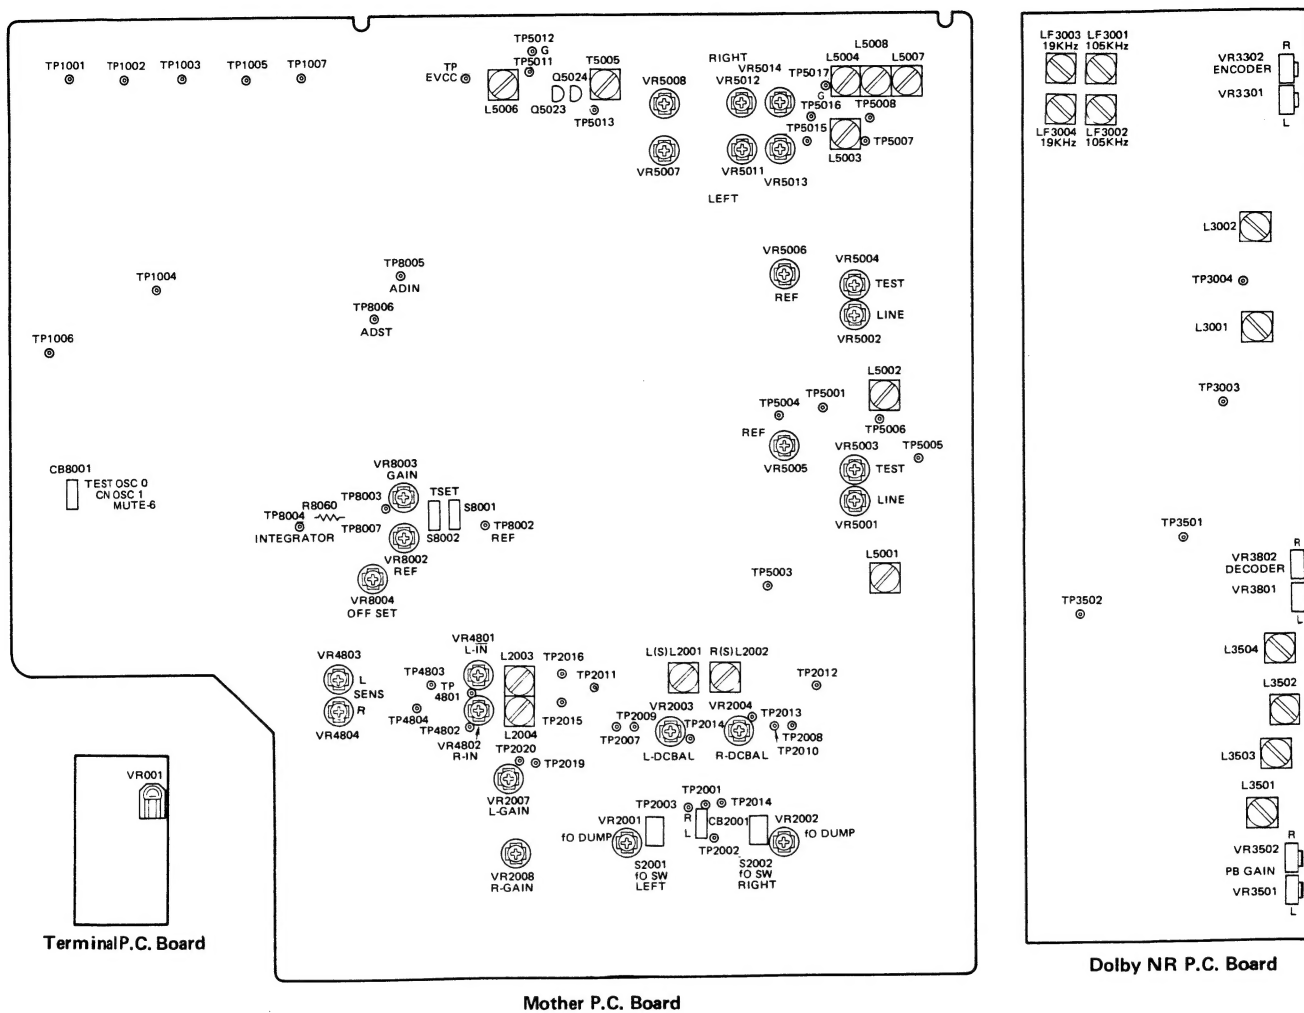 TP1001
TP1002
TP1003
TP1005
TP1007
TP
EVCC
TP5012
G
TP5011
L5006
Q5024
Q5023
T5005
TP5013
VR5008
VR5007
RIGHT
VR5014
VR5012
VR5011
VR5013
LEFT
TP5017
G
TP5016
TP5015
L5008
L5004
L5007
TP5008
L5003
TP5007
TP1004
TP8005
ADIN
TP8006
ADST
TP1006
VR5006
REF
VR5004
TEST
LINE
VR5002
L5002
TP5004
TP5001
TP5006
REF
VR5005
VR5003
TP5005
TEST
LINE
VR5001
CB8001
TEST OSC 0
CN OSC 1
MUTE-6
VR8003
GAIN
TP8003
R8060
TP8004
INTEGRATOR
TP8007
TSET
S8001
S8002
TP8002
REF
VR8002
REF
VR8004
OFF SET
TP5003
L5001
VR4803
L
SENS
R
VR4804
TP4803
TP4804
VR4801
L-IN
TP
4801
TP4802
VR4802
R-IN
L2003
L2004
TP2016
TP2011
TP2015
L(S)L2001
R(S)L2002
TP2012
VR2003
VR2004
TP2009
TP2007
TP2014
TP2013
TP2008
TP2010
L-DCBAL
R-DCBAL
TP2020
TP2019
VR2007
L-GAIN
VR2008
R-GAIN
TP2003
TP2001
TP2014
VR2001
fO DUMP
R
L
CB2001
TP2002
VR2002
fO DUMP
S2001
fO SW
LEFT
S2002
fO SW
RIGHT
Mother P.C. Board
VR001
Terminal P.C. Board
LF3003
19KHz
LF3001
105KHz
LF3004
19KHz
LF3002
105KHz
R
VR3302
ENCODER
VR3301
L
L3002
TP3004
L3001
TP3003
TP3501
R
VR3802
DECODER
VR3801
L
TP3502
L3504
L3502
L3503
L3501
R
VR3502
PB GAIN
VR3501
L
Dolby NR P.C. Board